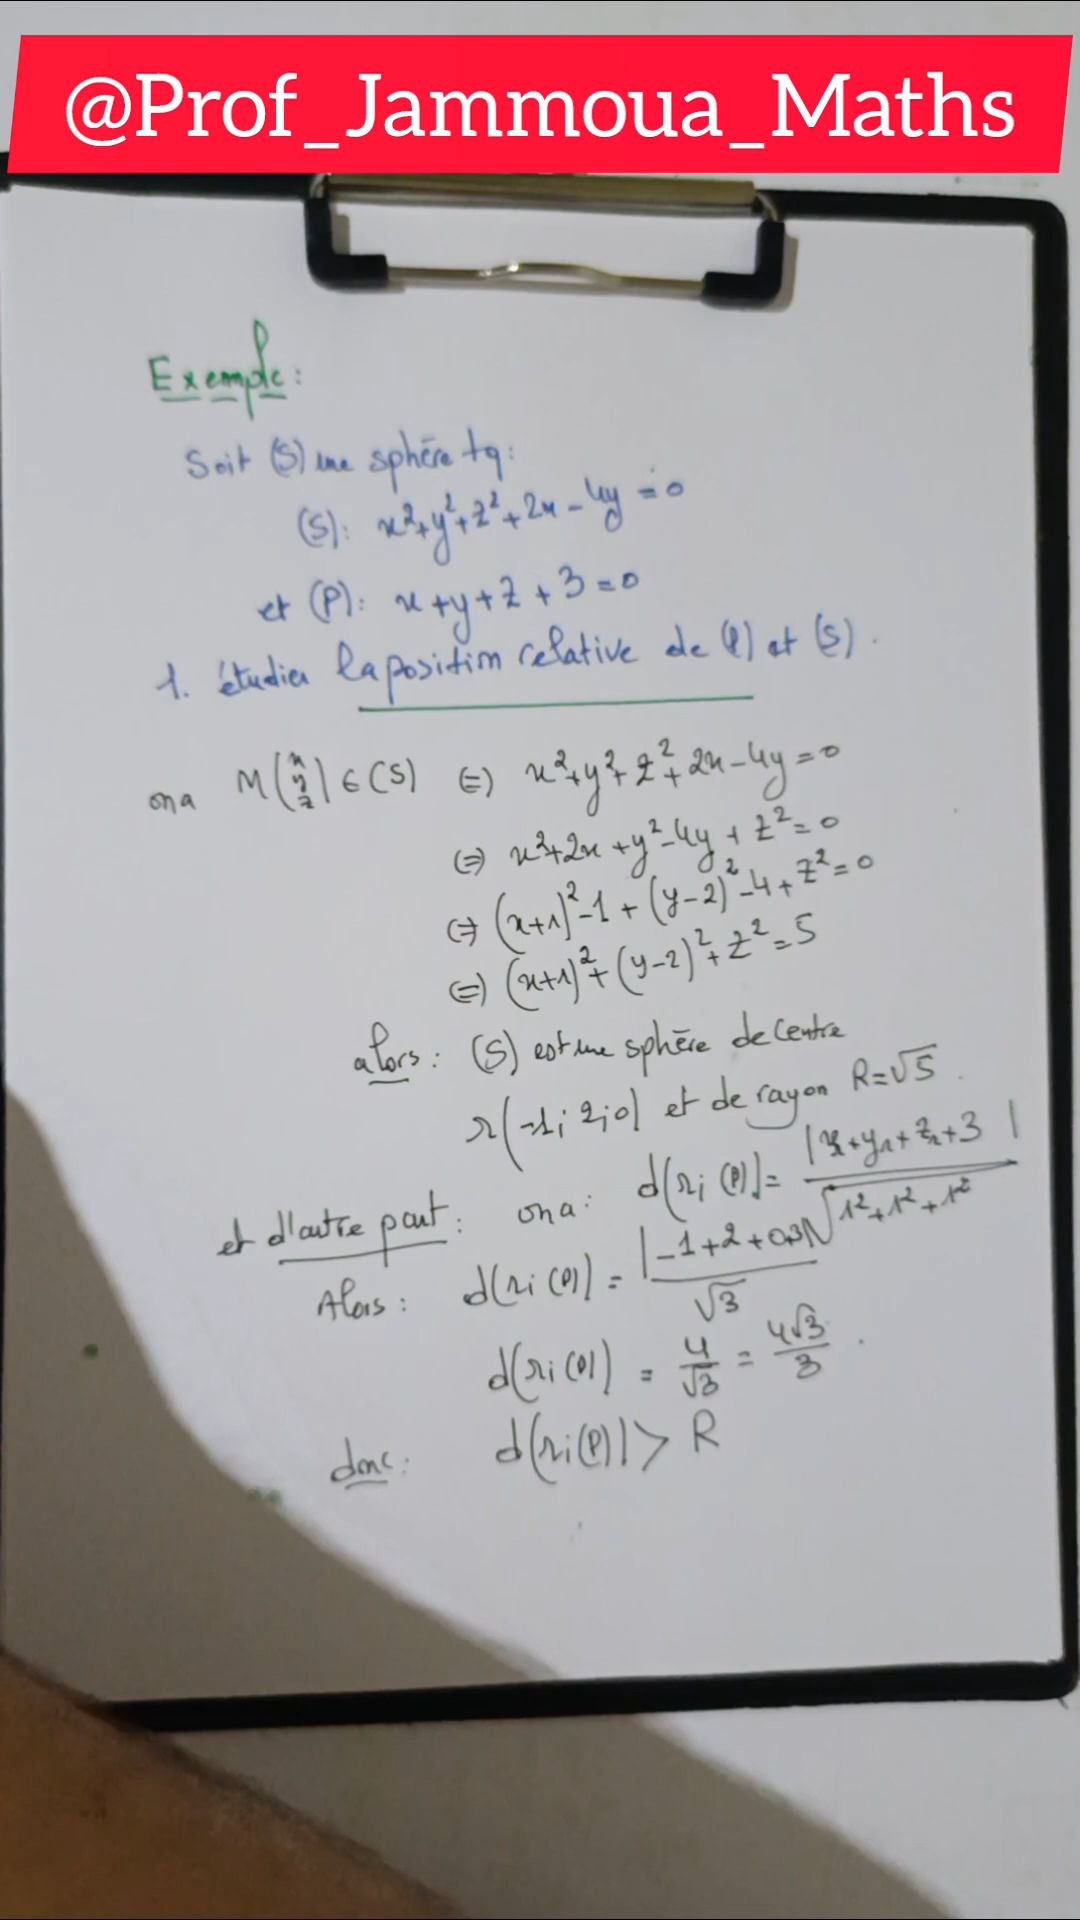 @Prof_Jammoua_Maths
Exemple:
Soit (S) une sphère tq:
(S): x²+y²+z²+2x-4y=0
et (P): x+y+z+3=0
1. étudier la position relative de (P) et (S).
on a M(x y z) ∈ (S) ⇔ x²+y²+z²+2x-4y=0
⇔ x²+2x+y²-4y+z²=0
⇔ (x+1)²-1+(y-2)²-4+z²=0
⇔ (x+1)²+(y-2)²+z²=5
alors: (S) est une sphère de centre
Ω(-1; 2; 0) et de rayon R=√5.
et d'autre part: on a: d(Ω; (P)) = |xΩ+yΩ+zΩ+3| / √(1²+1²+1²)
Alors: d(Ω; (P)) = |-1+2+0+3| / √3
d(Ω; (P)) = 4/√3 = 4√3/3.
donc: d(Ω; (P)) > R